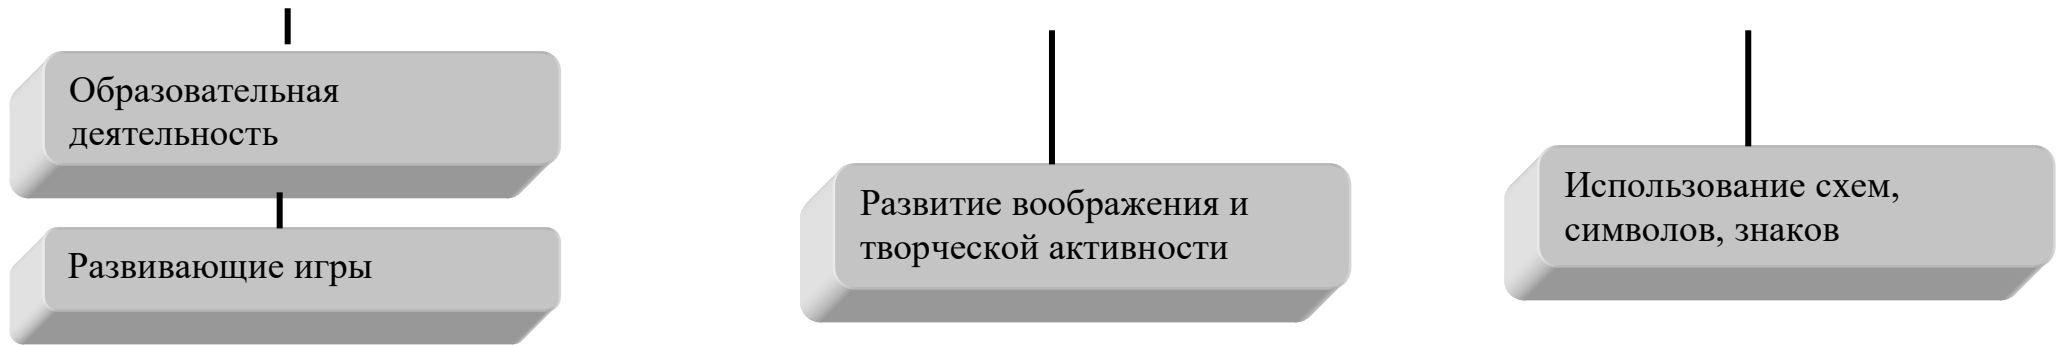 Образовательная
деятельность
Развивающие игры
Развитие воображения и
творческой активности
Использование схем,
символов, знаков